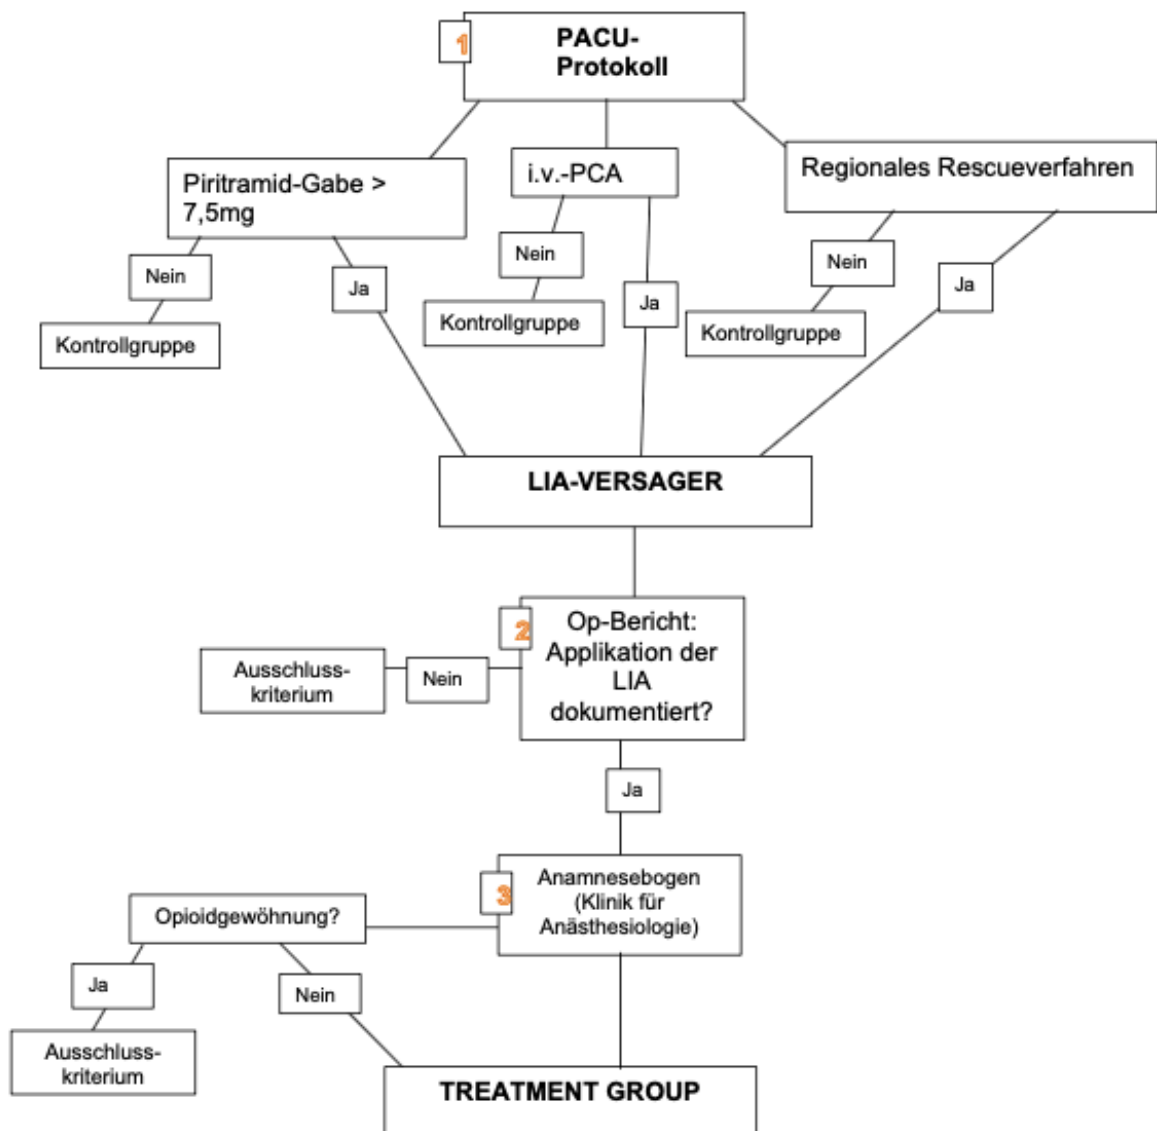 1
PACU-
Protokoll
Piritramid-Gabe >
7,5mg
i.v.-PCA
Regionales Rescueverfahren
Nein
Ja
Nein
Ja
Nein
Ja
Kontrollgruppe
Kontrollgruppe
Kontrollgruppe
LIA-VERSAGER
2
Op-Bericht:
Applikation der
LIA
dokumentiert?
Nein
Ausschluss-
kriterium
Ja
3
Anamnesebogen
(Klinik für
Anästhesiologie)
Opioidgewöhnung?
Ja
Nein
Ausschluss-
kriterium
TREATMENT GROUP